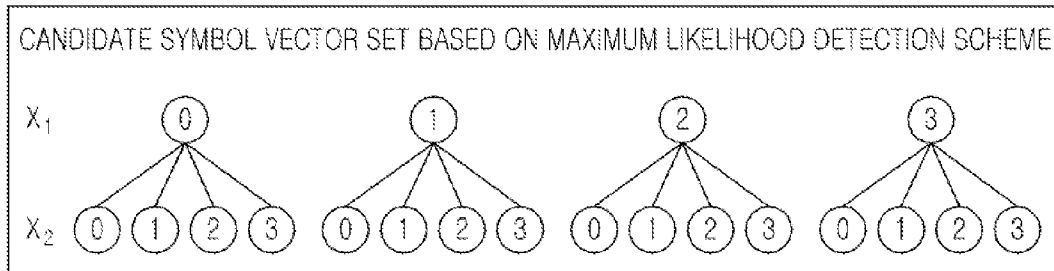 CANDIDATE SYMBOL VECTOR SET BASED ON MAXIMUM LIKELIHOOD DETECTION SCHEME
X₁ 0 1 2 3
X₂ 0 1 2 3 0 1 2 3 0 1 2 3 0 1 2 3